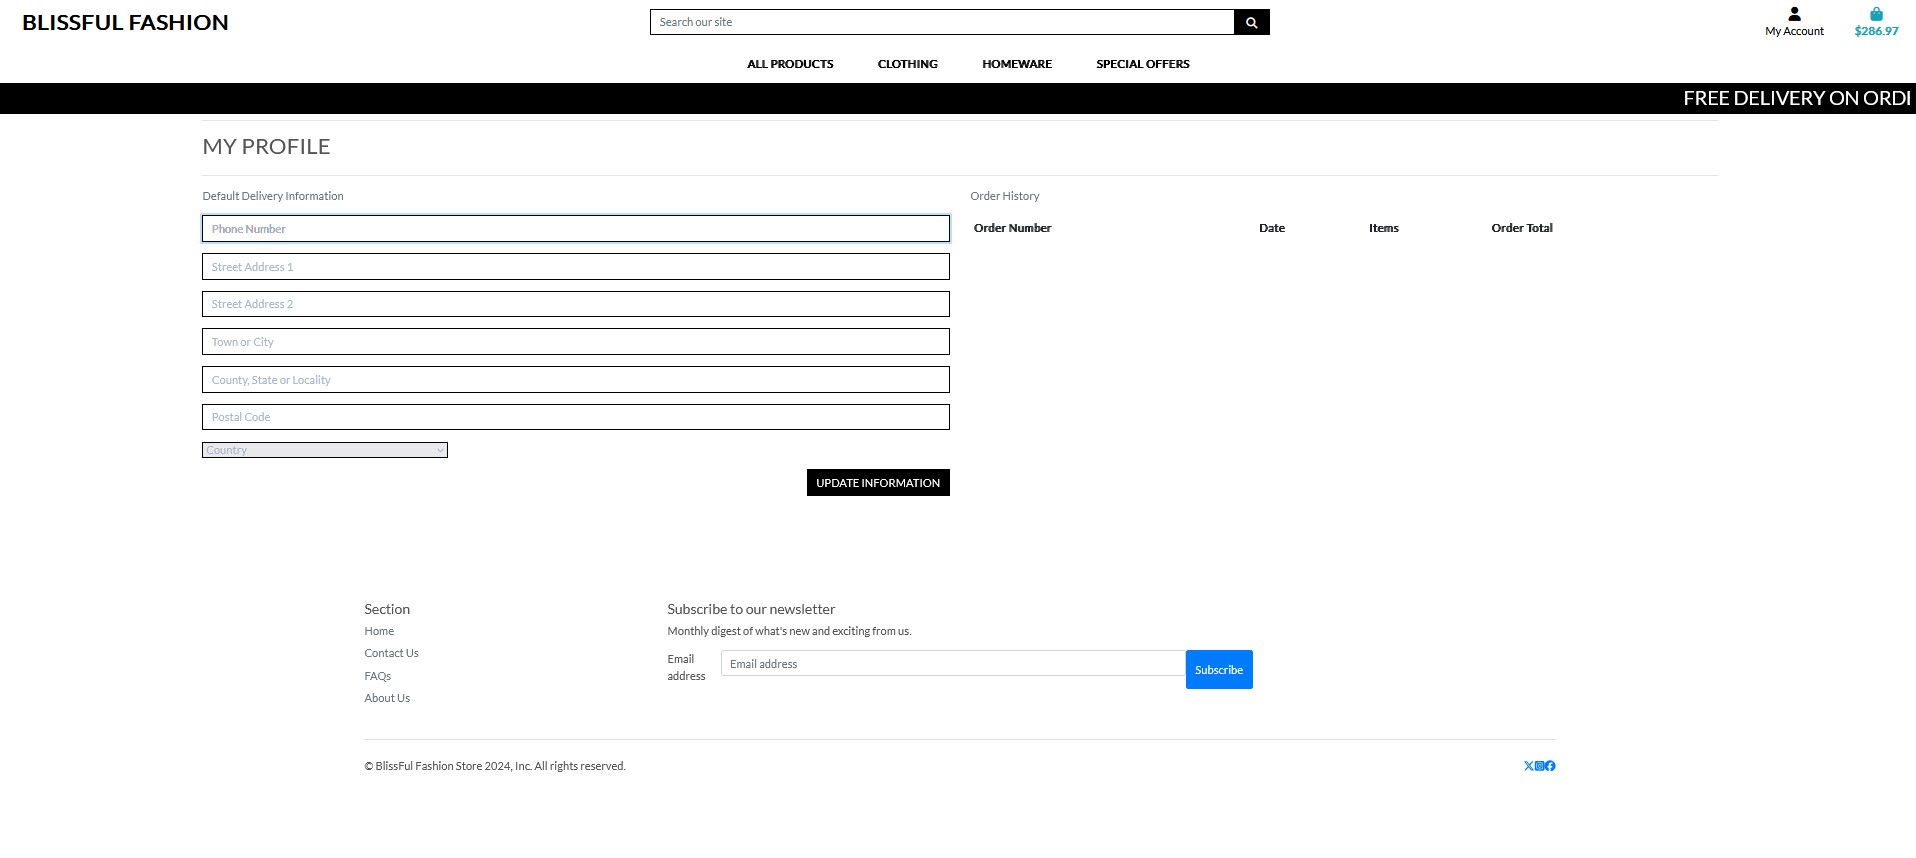 BLISSFUL FASHION
Search our site
My Account
$286.97
ALL PRODUCTS CLOTHING HOMEWARE SPECIAL OFFERS
FREE DELIVERY ON ORDI
MY PROFILE
Default Delivery Information
Phone Number
Street Address 1
Street Address 2
Town or City
County, State or Locality
Postal Code
Country
UPDATE INFORMATION
Order History
Order Number Date Items Order Total
Section
Home
Contact Us
FAQs
About Us
Subscribe to our newsletter
Monthly digest of what's new and exciting from us.
Email
address
Email address
Subscribe
© BlissFul Fashion Store 2024, Inc. All rights reserved.